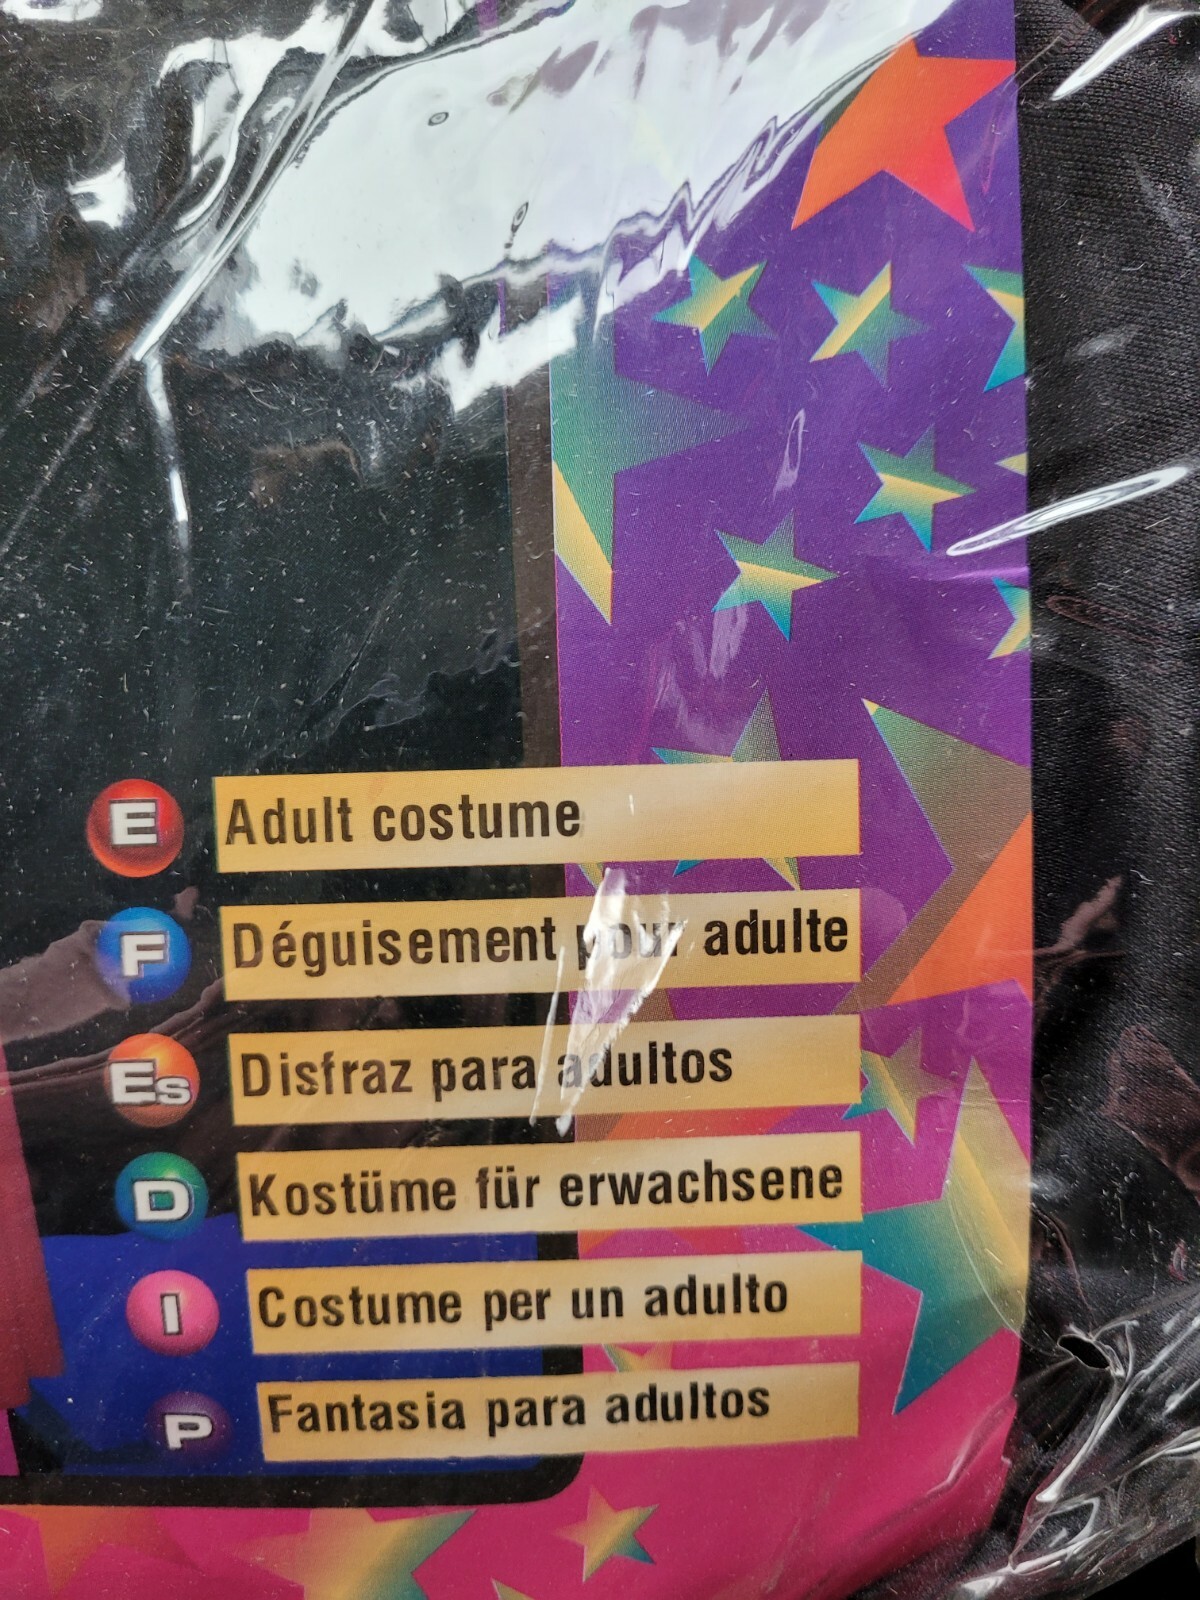 E Adult costume
F Déguisement pour adulte
Es Disfraz para adultos
D Kostüme für erwachsene
I Costume per un adulto
P Fantasia para adultos